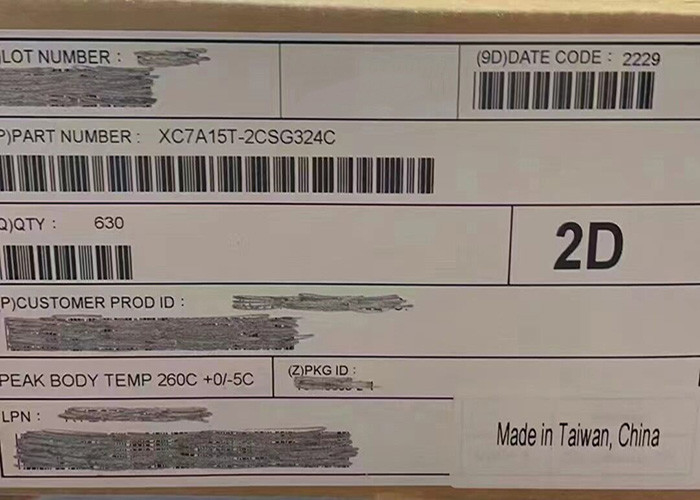 LOT NUMBER :
(9D)DATE CODE : 2229
P)PART NUMBER : XC7A15T-2CSG324C
Q)QTY : 630
2D
P)CUSTOMER PROD ID :
PEAK BODY TEMP 260C +0/-5C
(Z)PKG ID :
LPN :
Made in Taiwan, China